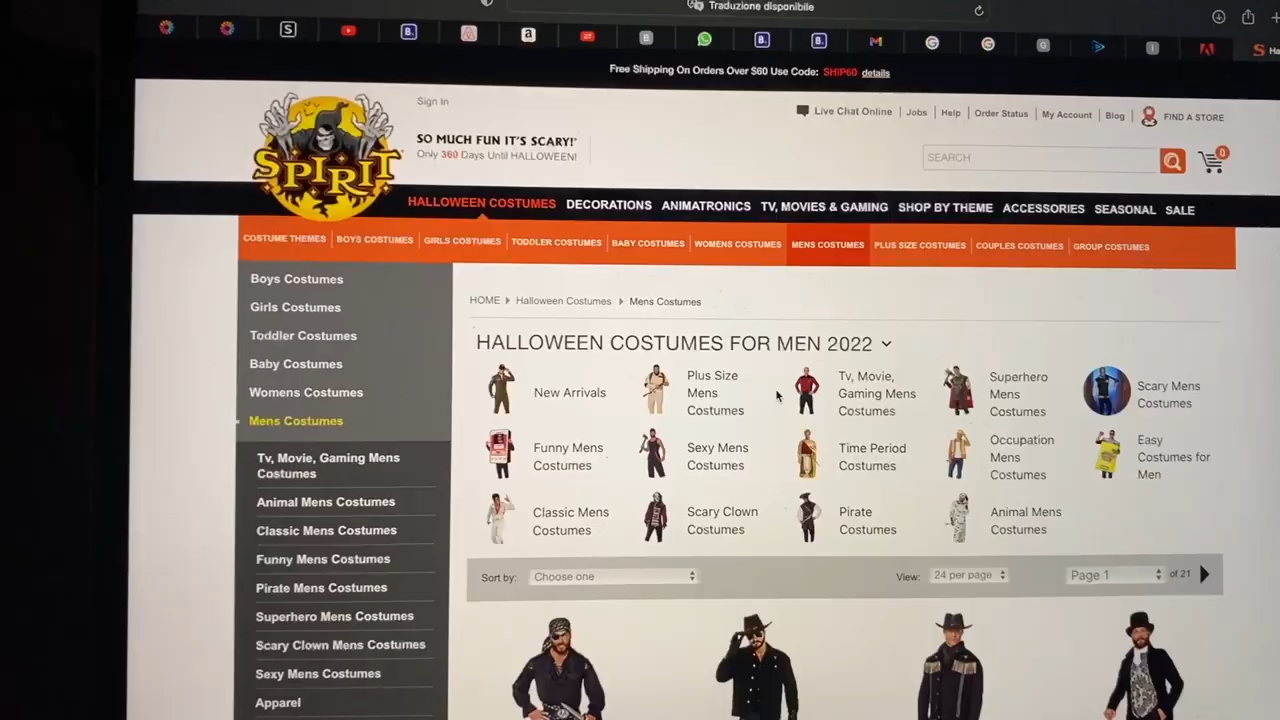 Traduzione disponibile
Free Shipping On Orders Over $60 Use Code: SHIP60 details
Sign In
Live Chat Online | Jobs | Help | Order Status | My Account | Blog | FIND A STORE
SO MUCH FUN IT'S SCARY!
Only 360 Days Until HALLOWEEN!
SPIRIT
SEARCH
0
HALLOWEEN COSTUMES DECORATIONS ANIMATRONICS TV, MOVIES & GAMING SHOP BY THEME ACCESSORIES SEASONAL SALE
COSTUME THEMES | BOYS COSTUMES | GIRLS COSTUMES | TODDLER COSTUMES | BABY COSTUMES | WOMENS COSTUMES | MENS COSTUMES | PLUS SIZE COSTUMES | COUPLES COSTUMES | GROUP COSTUMES
Boys Costumes
Girls Costumes
Toddler Costumes
Baby Costumes
Womens Costumes
Mens Costumes
Tv, Movie, Gaming Mens
Costumes
Animal Mens Costumes
Classic Mens Costumes
Funny Mens Costumes
Pirate Mens Costumes
Superhero Mens Costumes
Scary Clown Mens Costumes
Sexy Mens Costumes
Apparel
HOME Halloween Costumes Mens Costumes
HALLOWEEN COSTUMES FOR MEN 2022
New Arrivals
Plus Size
Mens
Costumes
Tv, Movie,
Gaming Mens
Costumes
Superhero
Mens
Costumes
Scary Mens
Costumes
Funny Mens
Costumes
Sexy Mens
Costumes
Time Period
Costumes
Occupation
Mens
Costumes
Easy
Costumes for
Men
Classic Mens
Costumes
Scary Clown
Costumes
Pirate
Costumes
Animal Mens
Costumes
Sort by: Choose one
View: 24 per page
Page 1 of 21